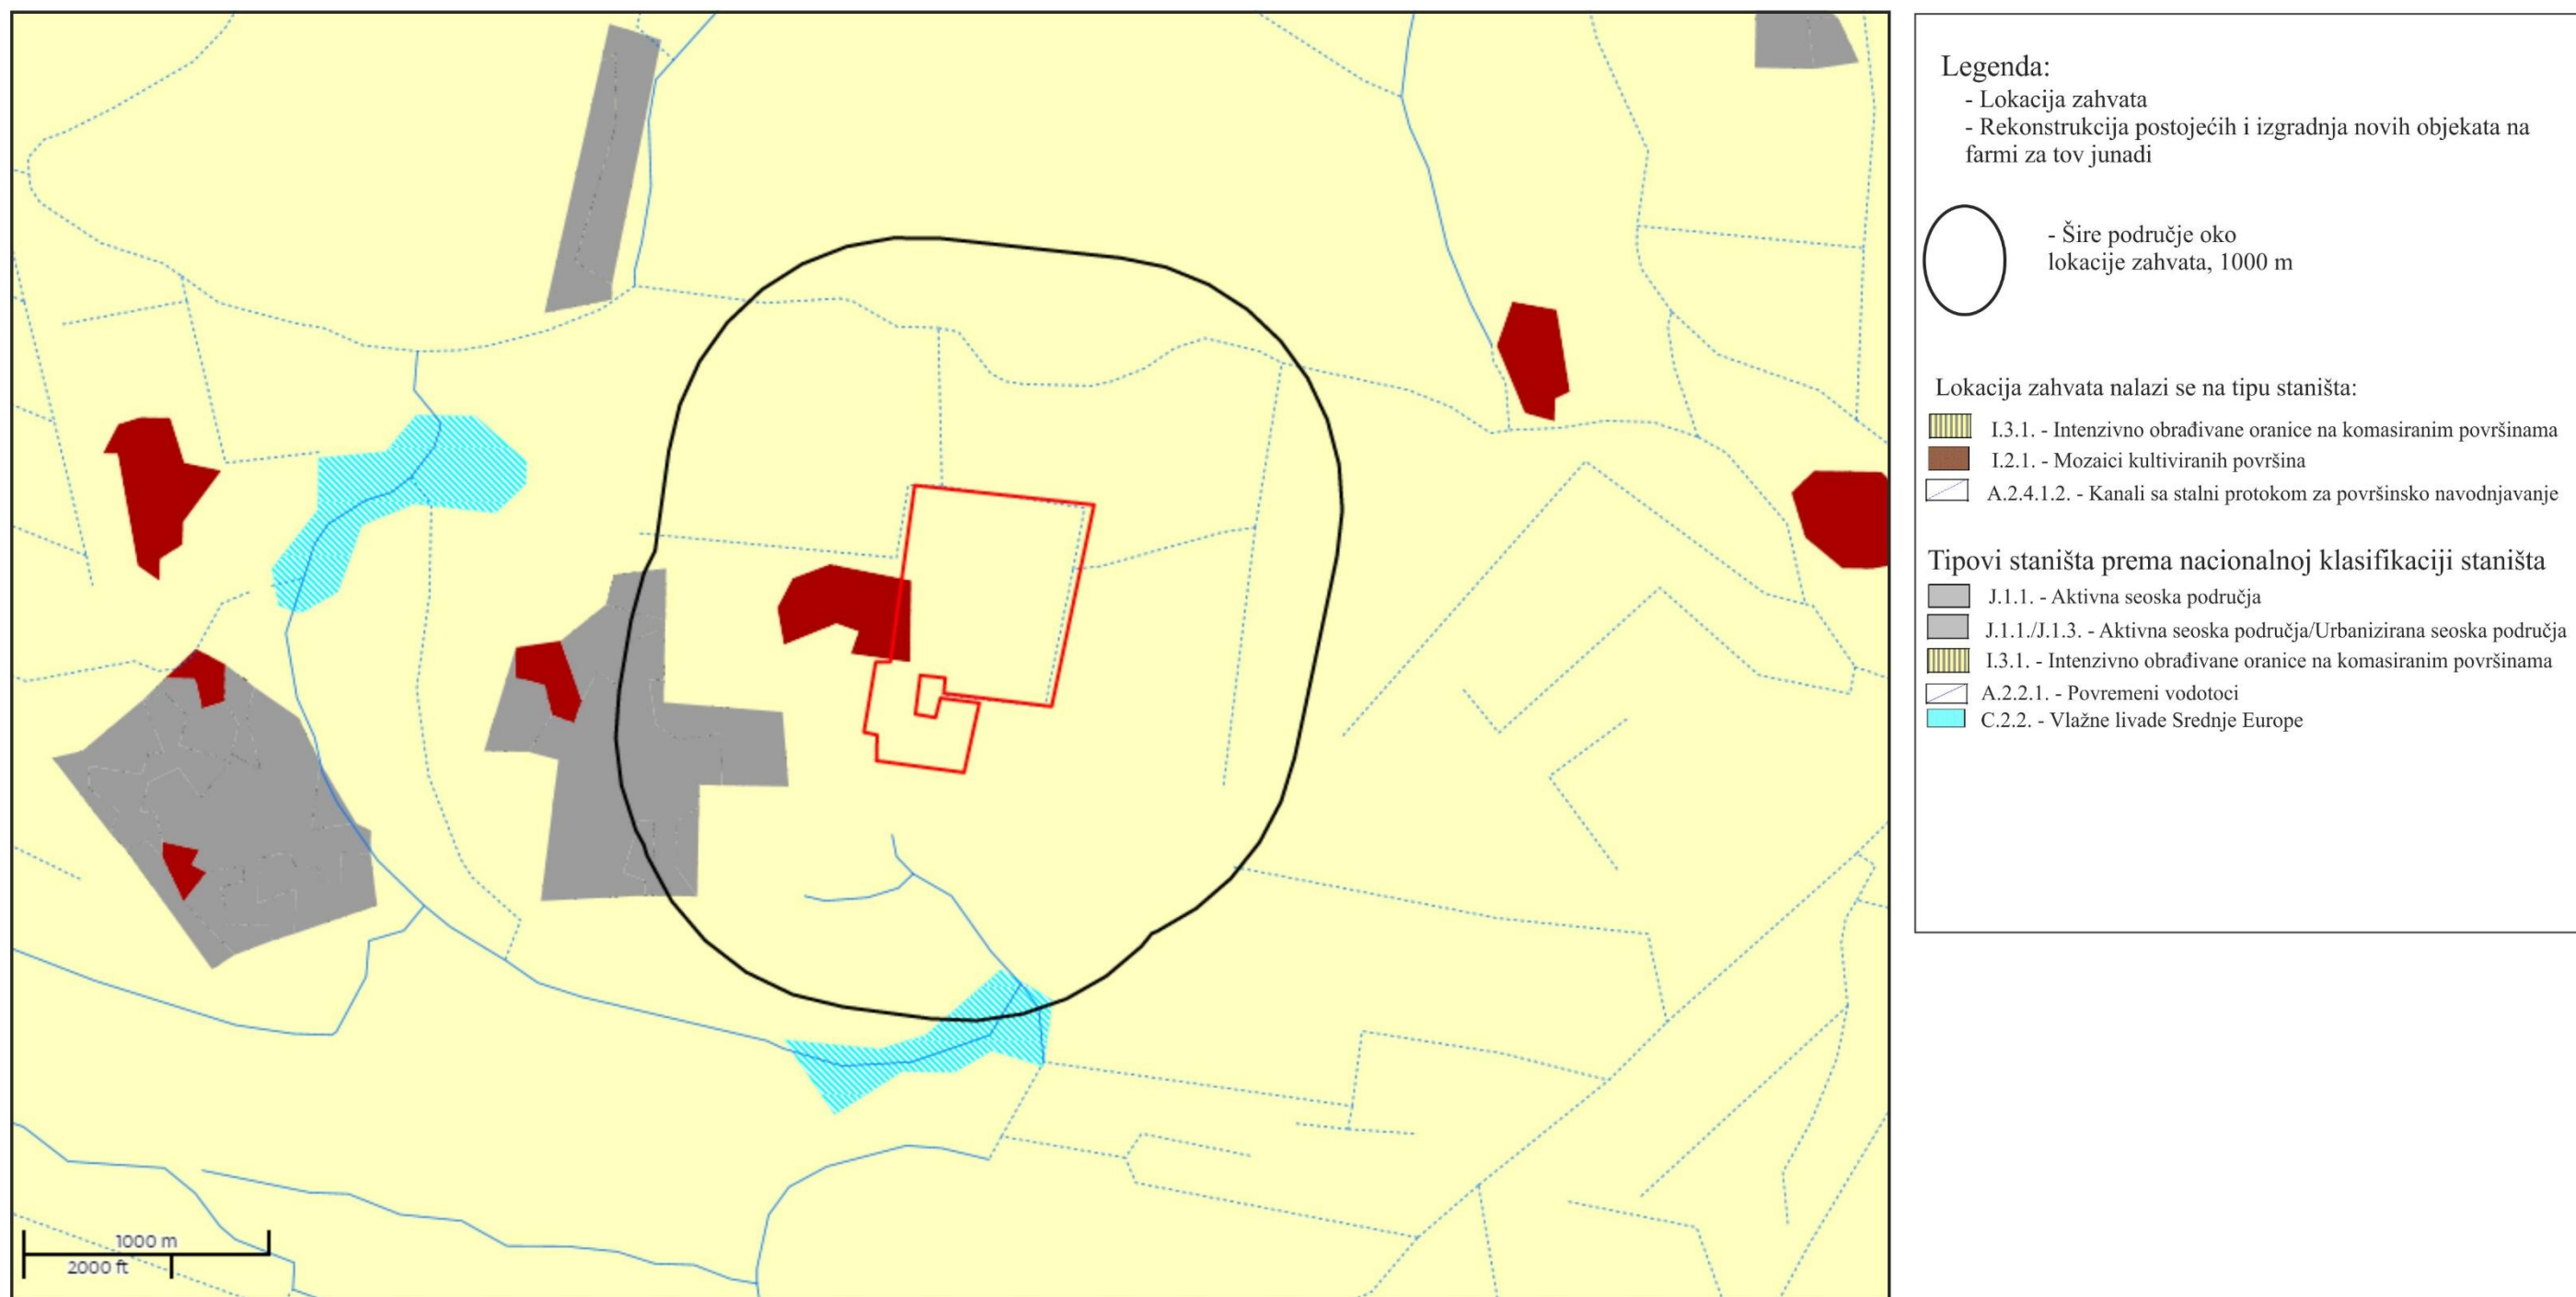 Legenda:
- Lokacija zahvata
- Rekonstrukcija postojećih i izgradnja novih objekata na
farmi za tov junadi
- Šire područje oko
lokacije zahvata, 1000 m
Lokacija zahvata nalazi se na tipu staništa:
I.3.1. - Intenzivno obrađivane oranice na komasiranim površinama
I.2.1. - Mozaici kultiviranih površina
A.2.4.1.2. - Kanali sa stalni protokom za površinsko navodnjavanje
Tipovi staništa prema nacionalnoj klasifikaciji staništa
J.1.1. - Aktivna seoska područja
J.1.1./J.1.3. - Aktivna seoska područja/Urbanizirana seoska područja
I.3.1. - Intenzivno obrađivane oranice na komasiranim površinama
A.2.2.1. - Povremeni vodotoci
C.2.2. - Vlažne livade Srednje Europe
1000 m
2000 ft